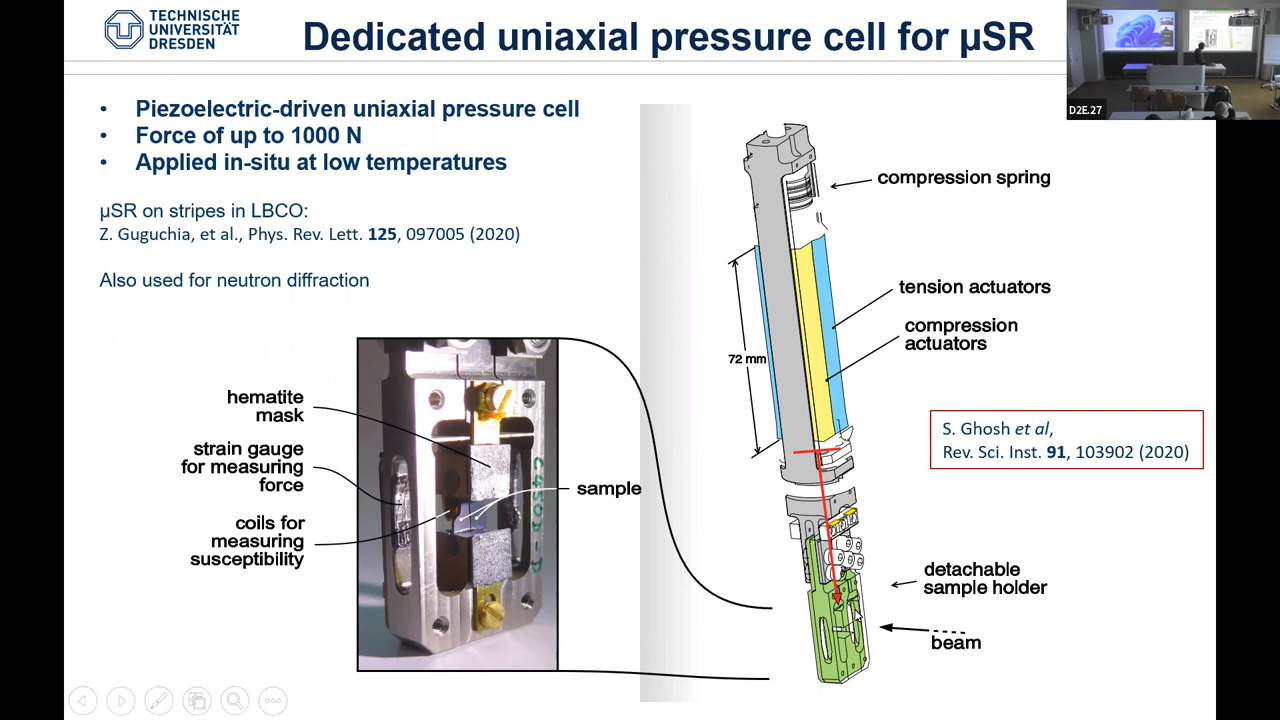 TECHNISCHE
UNIVERSITÄT
DRESDEN
Dedicated uniaxial pressure cell for µSR
D2E.27
• Piezoelectric-driven uniaxial pressure cell
• Force of up to 1000 N
• Applied in-situ at low temperatures
µSR on stripes in LBCO:
Z. Guguchia, et al., Phys. Rev. Lett. 125, 097005 (2020)
Also used for neutron diffraction
compression spring
tension actuators
compression
actuators
72 mm
S. Ghosh et al,
Rev. Sci. Inst. 91, 103902 (2020)
hematite
mask
strain gauge
for measuring
force
sample
coils for
measuring
susceptibility
detachable
sample holder
beam